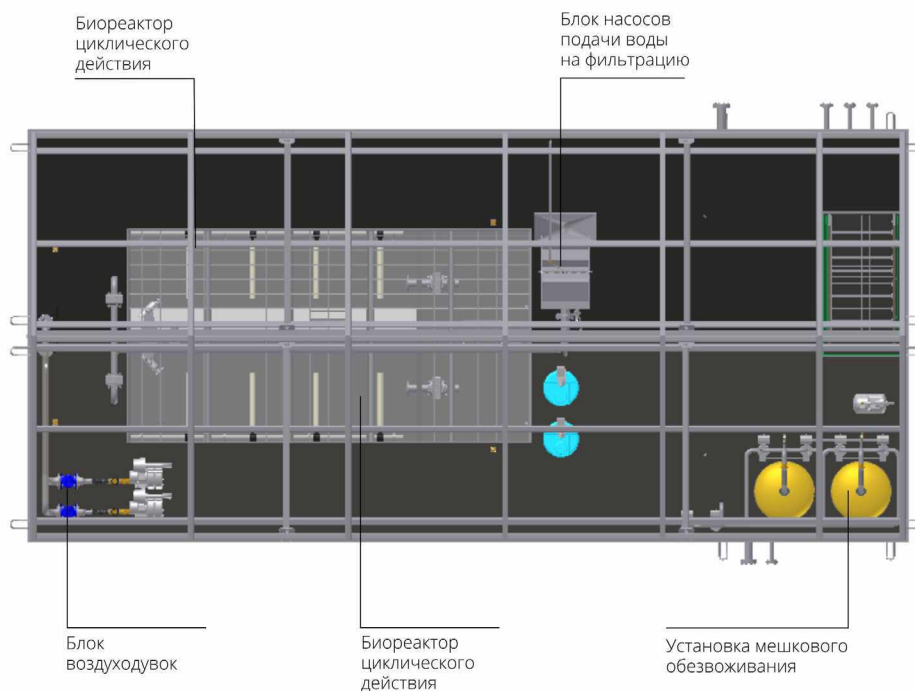 Биореактор
циклического
действия
Блок насосов
подачи воды
на фильтрацию
Блок
воздуходувок
Биореактор
циклического
действия
Установка мешкового
обезвоживания